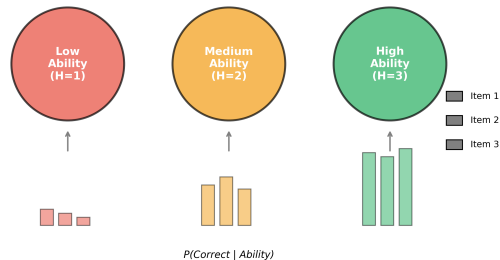 Low
Ability
(H=1)
Medium
Ability
(H=2)
High
Ability
(H=3)
Item 1
Item 2
Item 3
P(Correct | Ability)